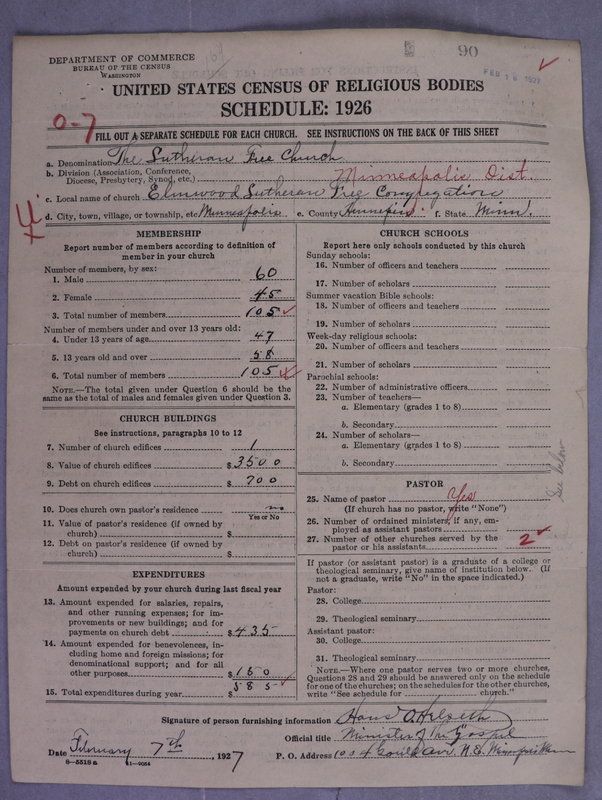 90
DEPARTMENT OF COMMERCE
BUREAU OF THE CENSUS
WASHINGTON
UNITED STATES CENSUS OF RELIGIOUS BODIES
SCHEDULE: 1926
0-7
FILL OUT A SEPARATE SCHEDULE FOR EACH CHURCH. SEE INSTRUCTIONS ON THE BACK OF THIS SHEET
a. Denomination The Lutheran Free Church
b. Division (Association, Conference, Diocese, Presbytery, Synod, etc.) Minneapolis Dist.
c. Local name of church Elmwood Lutheran Free Congregation
d. City, town, village, or township, etc. Minneapolis e. County Hennepin f. State Minn.
MEMBERSHIP
Report number of members according to definition of
member in your church
Number of members, by sex:
1. Male 60
2. Female 45
3. Total number of members 105
Number of members under and over 13 years old:
4. Under 13 years of age 47
5. 13 years old and over 58
6. Total number of members 105
NOTE.—The total given under Question 6 should be the
same as the total of males and females given under Question 3.
CHURCH BUILDINGS
See instructions, paragraphs 10 to 12
7. Number of church edifices 1
8. Value of church edifices $3500
9. Debt on church edifices $700
10. Does church own pastor's residence no
Yes or No
11. Value of pastor's residence (if owned by
church) $
12. Debt on pastor's residence (if owned by
church) $
EXPENDITURES
Amount expended by your church during last fiscal year
13. Amount expended for salaries, repairs,
and other running expenses; for im-
provements or new buildings; and for
payments on church debt $435
14. Amount expended for benevolences, in-
cluding home and foreign missions; for
denominational support; and for all
other purposes $150
15. Total expenditures during year $585
CHURCH SCHOOLS
Report here only schools conducted by this church
Sunday schools:
16. Number of officers and teachers
17. Number of scholars
Summer vacation Bible schools:
18. Number of officers and teachers
19. Number of scholars
Week-day religious schools:
20. Number of officers and teachers
21. Number of scholars
Parochial schools:
22. Number of administrative officers
23. Number of teachers—
a. Elementary (grades 1 to 8)
b. Secondary
24. Number of scholars—
a. Elementary (grades 1 to 8)
b. Secondary
See below
PASTOR
25. Name of pastor Yes
(If church has no pastor, write "None")
26. Number of ordained ministers, if any, em-
ployed as assistant pastors
27. Number of other churches served by the
pastor or his assistants 2
If pastor (or assistant pastor) is a graduate of a college or
theological seminary, give name of institution below. (If
not a graduate, write "No" in the space indicated.)
Pastor:
28. College
29. Theological seminary
Assistant pastor:
30. College
31. Theological seminary
NOTE.—Where one pastor serves two or more churches,
Questions 28 and 29 should be answered only on the schedule
for one of the churches; on the schedules for the other churches,
write "See schedule for church."
Signature of person furnishing information Hans O. Helseth
Official title Minister of the Gospel
Date February 7th, 1927 P. O. Address N.E.
8-5518a